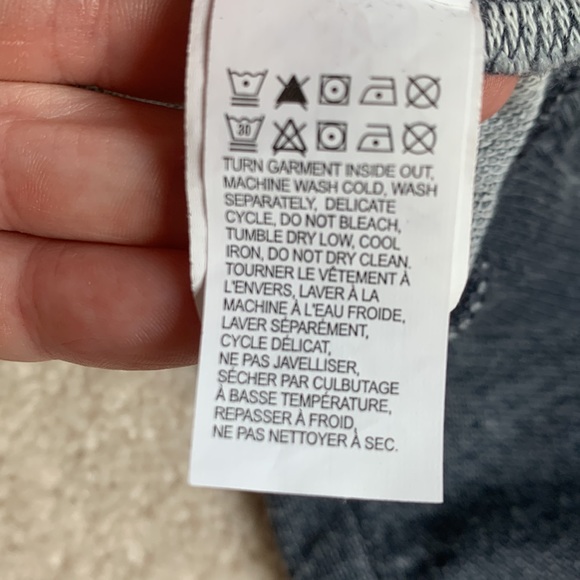 30
TURN GARMENT INSIDE OUT,
MACHINE WASH COLD, WASH
SEPARATELY, DELICATE
CYCLE, DO NOT BLEACH,
TUMBLE DRY LOW, COOL
IRON, DO NOT DRY CLEAN.
TOURNER LE VÊTEMENT À
L'ENVERS, LAVER À LA
MACHINE À L'EAU FROIDE,
LAVER SÉPARÉMENT,
CYCLE DÉLICAT,
NE PAS JAVELLISER,
SÉCHER PAR CULBUTAGE
À BASSE TEMPÉRATURE,
REPASSER À FROID,
NE PAS NETTOYER À SEC.